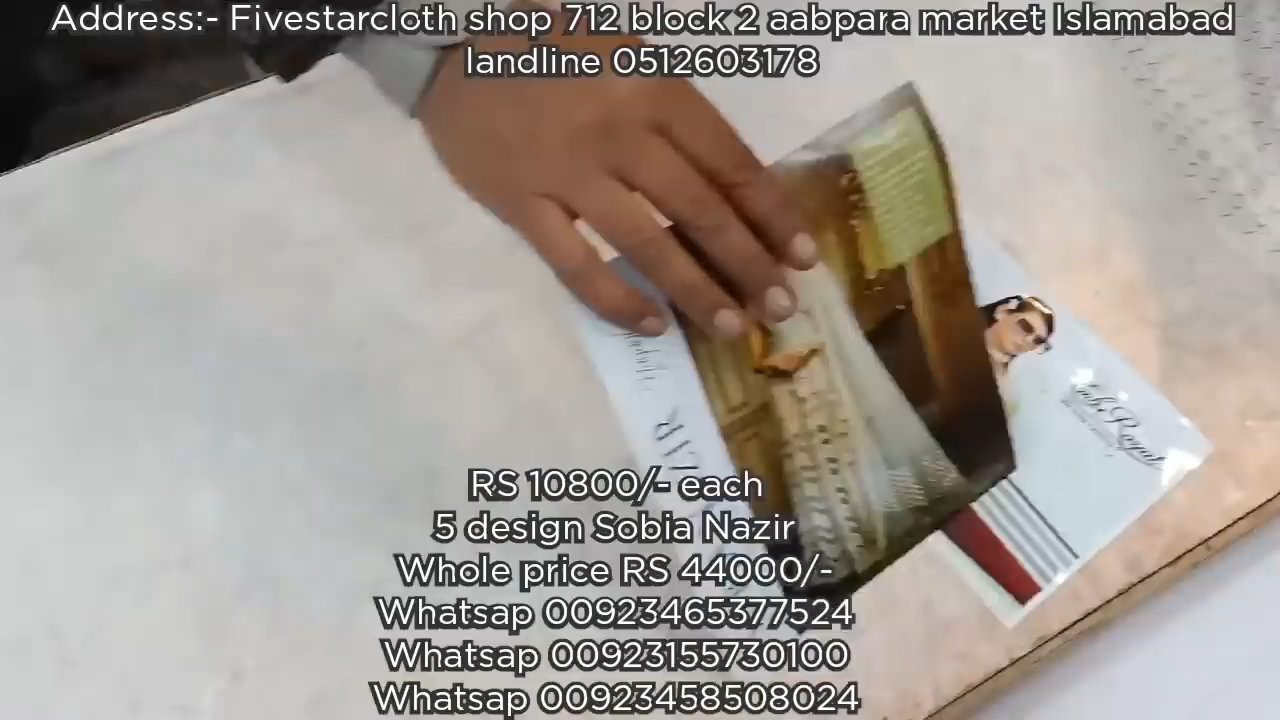 Address:- Fivestarcloth shop 712 block 2 aabpara market Islamabad
landline 0512603178
RS 10800/- each
5 design Sobia Nazir
Whole price RS 44000/-
Whatsap 00923465377524
Whatsap 00923155730100
Whatsap 00923458508024